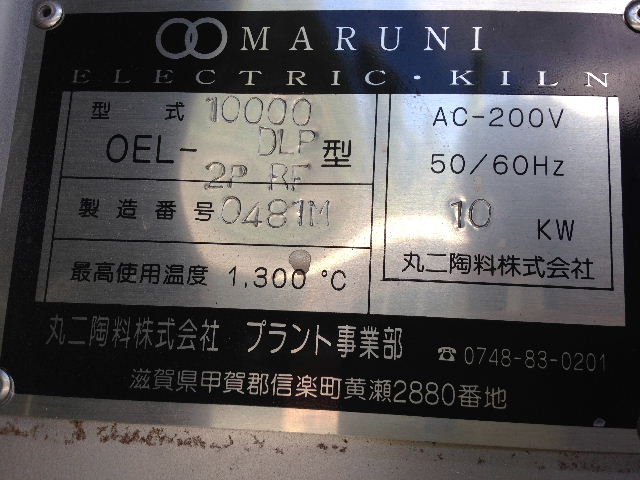 MARUNI
ELECTRIC・KILN
型式 10000
OEL- DLP 型
2P RF
製造番号 0481M
最高使用温度 1,300 °C
AC-200V
50/60Hz
10 KW
丸二陶料株式会社
丸二陶料株式会社 プラント事業部 ☎0748-83-0201
滋賀県甲賀郡信楽町黄瀬2880番地